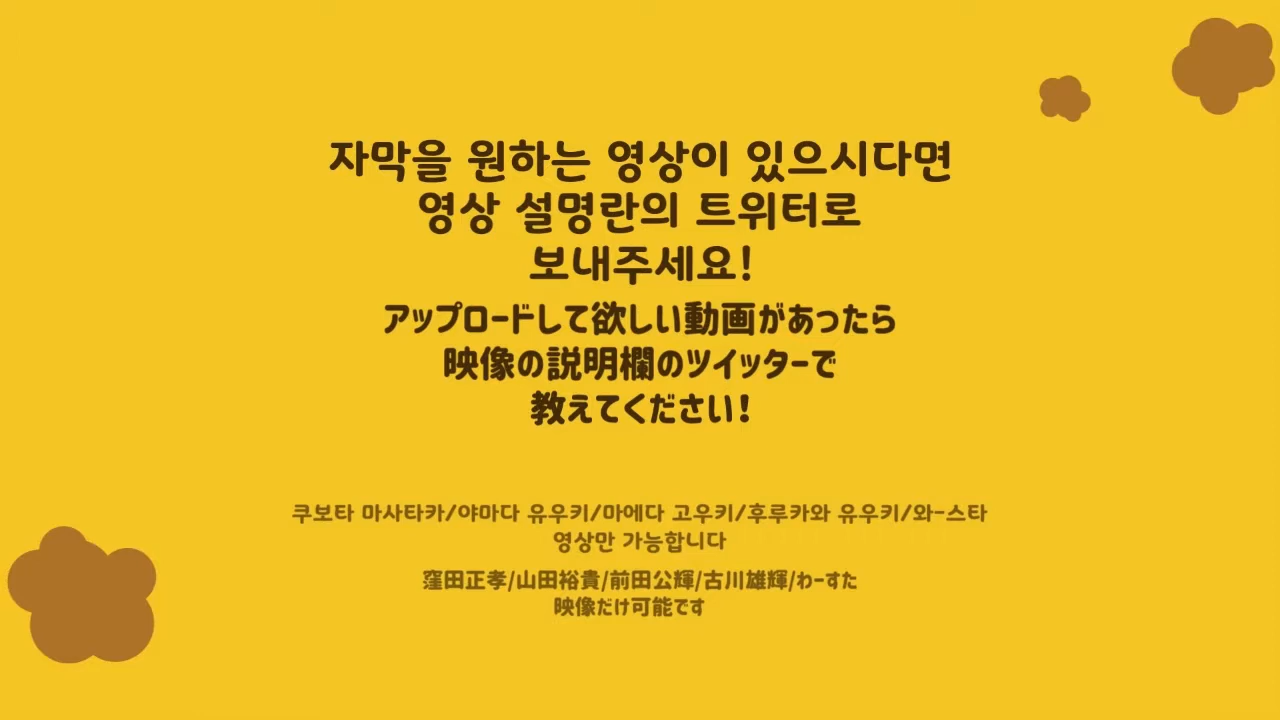 자막을 원하는 영상이 있으시다면
영상 설명란의 트위터로
보내주세요!
アップロードして欲しい動画があったら
映像の説明欄のツイッターで
教えてください!
쿠보타 마사타카/야마다 유우키/마에다 고우키/후루카와 유우키/와-스타
영상만 가능합니다
窪田正孝/山田裕貴/前田公輝/古川雄輝/わーすた
映像だけ可能です